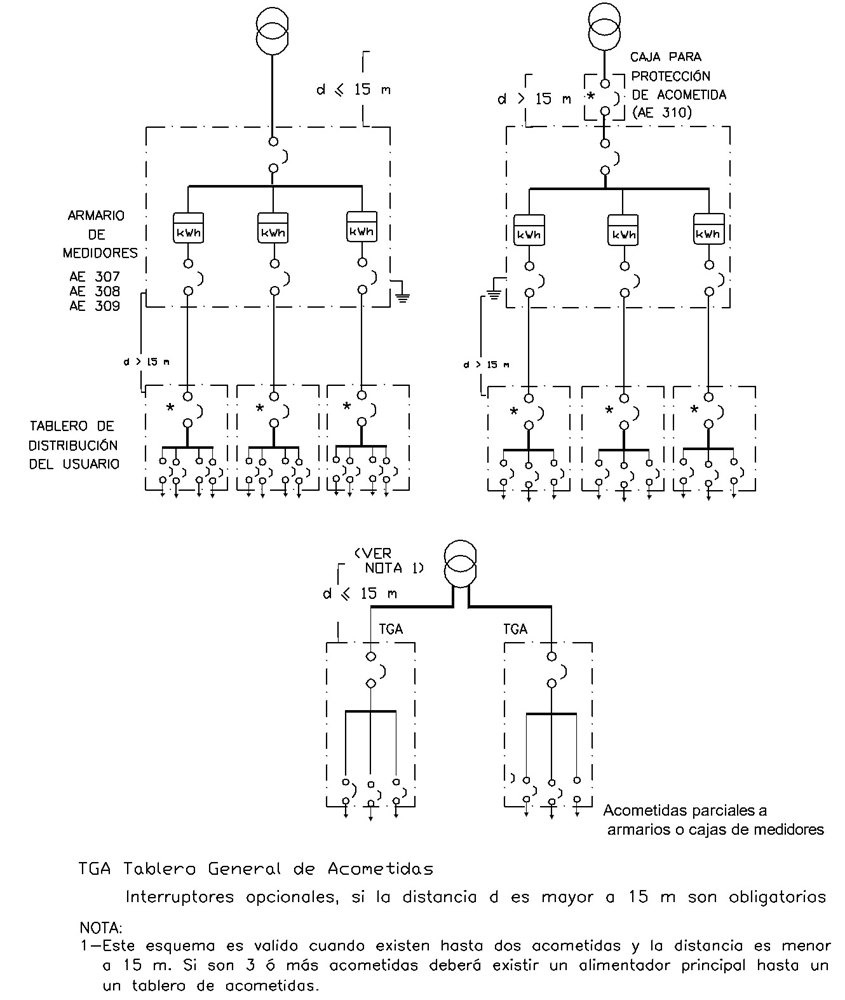 d ⩽ 15 m
CAJA PARA
PROTECCIÓN
DE ACOMETIDA
(AE 310)
d > 15 m
*
ARMARIO
DE
MEDIDORES
AE 307
AE 308
AE 309
kWh
kWh
kWh
kWh
kWh
kWh
d > 15 m
d > 15 m
TABLERO DE
DISTRIBUCIÓN
DEL USUARIO
*
*
*
*
*
*
(VER
NOTA 1)
d ⩽ 15 m
TGA
TGA
Acometidas parciales a
armarios o cajas de medidores
TGA Tablero General de Acometidas
Interruptores opcionales, si la distancia d es mayor a 15 m son obligatorios
NOTA:
1—Este esquema es valido cuando existen hasta dos acometidas y la distancia es menor
a 15 m. Si son 3 ó más acometidas deberá existir un alimentador principal hasta un
un tablero de acometidas.